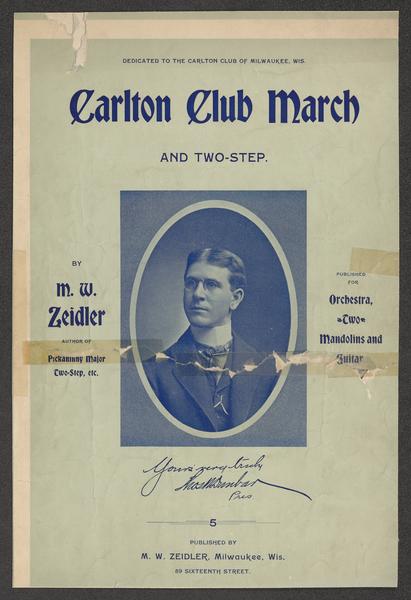 DEDICATED TO THE CARLTON CLUB OF MILWAUKEE, WIS.
Carlton Club March
AND TWO-STEP.
BY
M. W.
Zeidler
AUTHOR OF
Pickaninny Major
Two-Step, etc.
PUBLISHED
FOR
Orchestra,
Two
Mandolins and
Guitar
Yours very truly
Dunbar
Pres.
5
PUBLISHED BY
M. W. ZEIDLER, Milwaukee, Wis.
89 SIXTEENTH STREET.